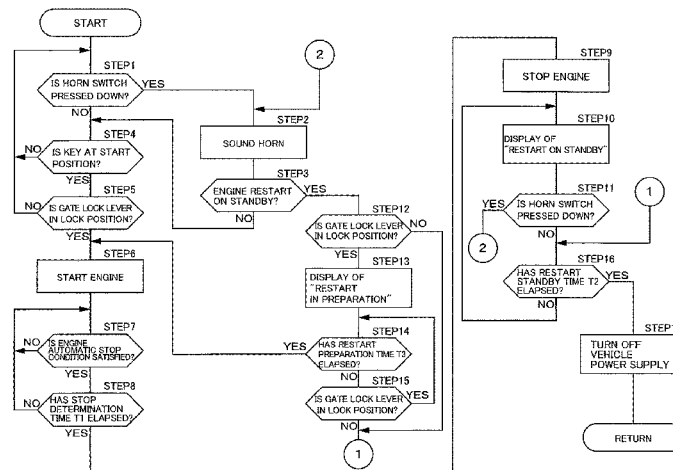 START
STEP1
IS HORN SWITCH
PRESSED DOWN?
YES
NO
STEP4
IS KEY AT START
POSITION?
NO
YES
STEP5
IS GATE LOCK LEVER
IN LOCK POSITION?
NO
YES
STEP6
START ENGINE
STEP7
IS ENGINE
AUTOMATIC STOP
CONDITION SATISFIED?
NO
YES
STEP8
HAS STOP
DETERMINATION
TIME T1 ELAPSED?
NO
YES
2
STEP2
SOUND HORN
STEP3
ENGINE RESTART
ON STANDBY?
YES
NO
STEP12
IS GATE LOCK LEVER
IN LOCK POSITION?
NO
YES
STEP13
DISPLAY OF
"RESTART
IN PREPARATION"
STEP14
HAS RESTART
PREPARATION TIME T3
ELAPSED?
YES
NO
STEP15
IS GATE LOCK LEVER
IN LOCK POSITION?
YES
NO
1
STEP9
STOP ENGINE
STEP10
DISPLAY OF
"RESTART ON STANDBY"
STEP11
IS HORN SWITCH
PRESSED DOWN?
YES
NO
2
1
STEP16
HAS RESTART
STANDBY TIME T2
ELAPSED?
YES
NO
TURN OFF
VEHICLE
POWER SUPPLY
RETURN